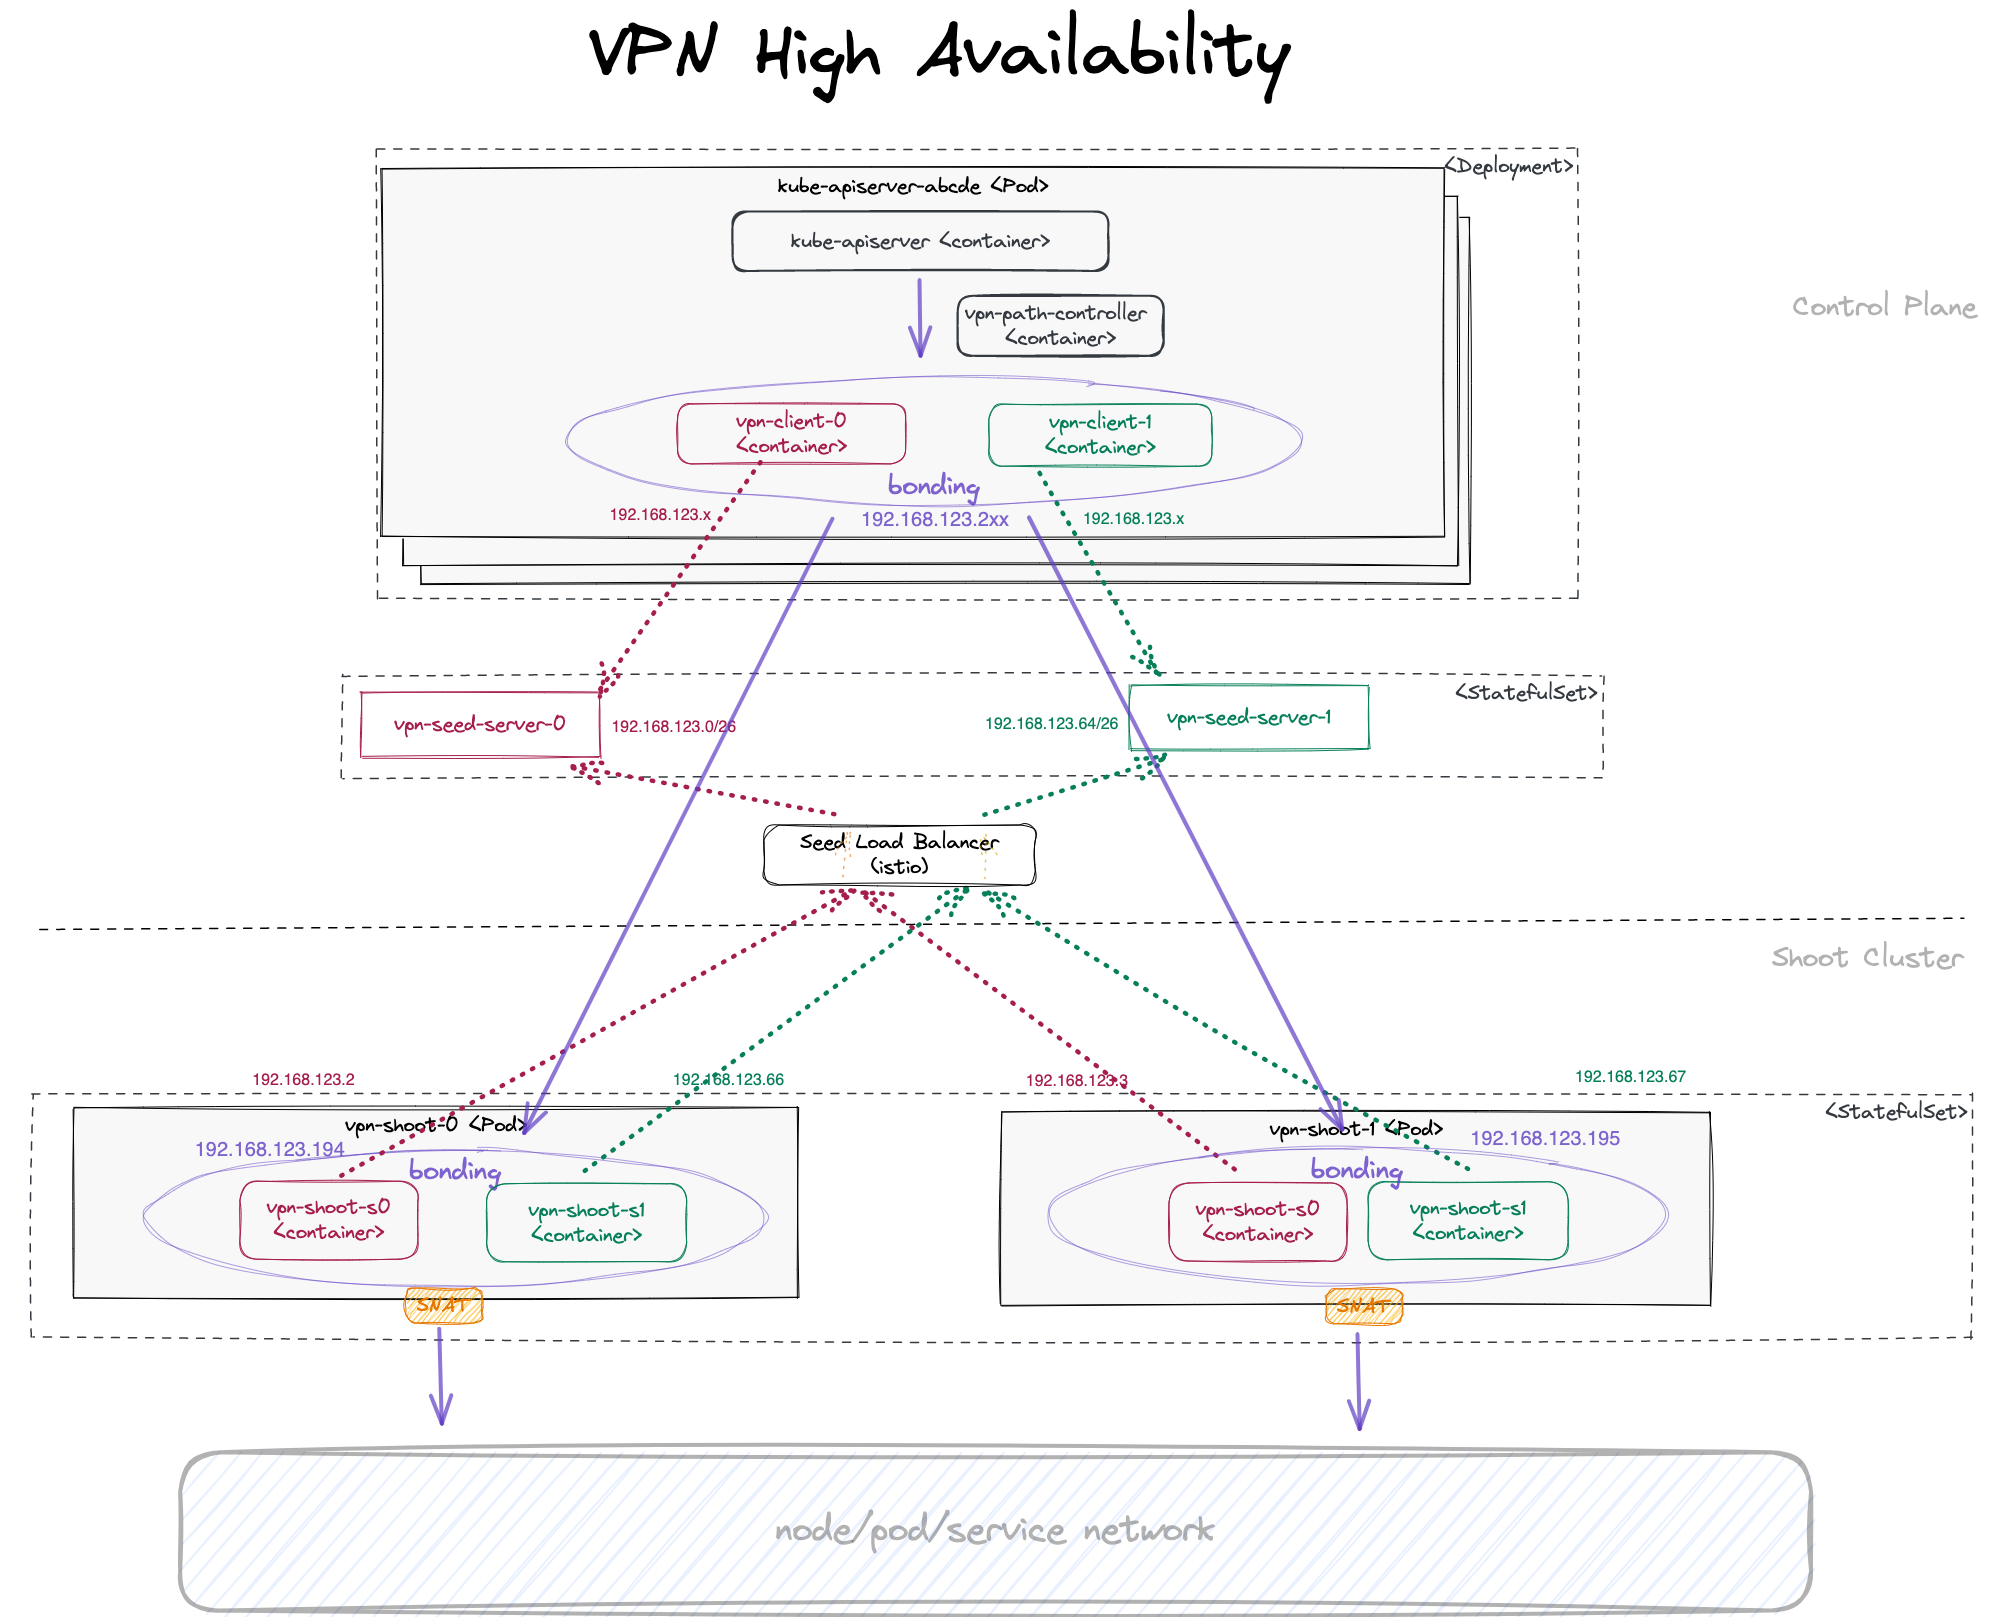 VPN High Availability
<Deployment>
kube-apiserver-abcde <Pod>
kube-apiserver <container>
Control Plane
vpn-path-controller
<container>
vpn-client-0
<container>
vpn-client-1
<container>
bonding
192.168.123.x
192.168.123.2xx
192.168.123.x
<StatefulSet>
vpn-seed-server-0
192.168.123.0/26
192.168.123.64/26
vpn-seed-server-1
Seed Load Balancer
(istio)
Shoot Cluster
192.168.123.2
192.168.123.66
192.168.123.3
192.168.123.67
<StatefulSet>
vpn-shoot-0 <Pod>
192.168.123.194
bonding
vpn-shoot-s0
<container>
vpn-shoot-s1
<container>
SNAT
vpn-shoot-1 <Pod>
192.168.123.195
bonding
vpn-shoot-s0
<container>
vpn-shoot-s1
<container>
SNAT
node/pod/service network